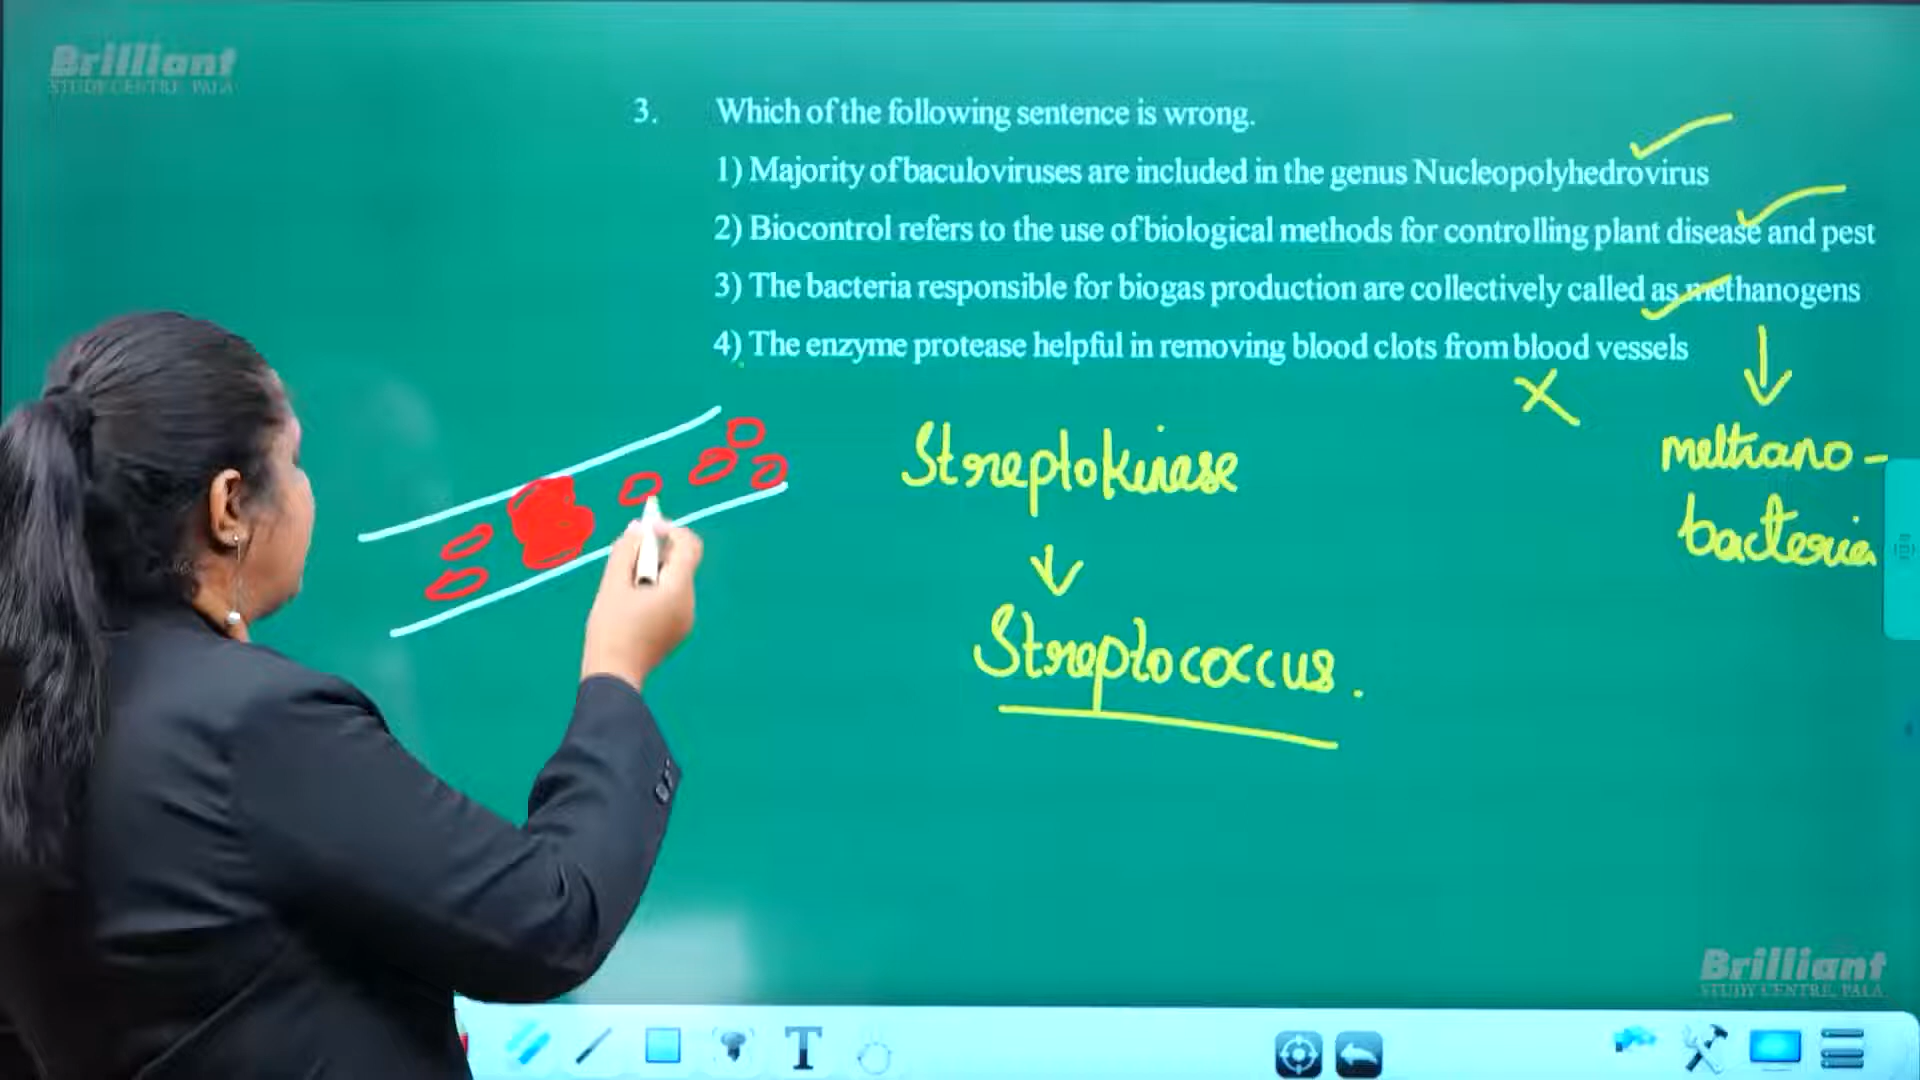 Brilliant
STUDY CENTRE, PALA
3. Which of the following sentence is wrong.
1) Majority of baculoviruses are included in the genus Nucleopolyhedrovirus
2) Biocontrol refers to the use of biological methods for controlling plant disease and pest
3) The bacteria responsible for biogas production are collectively called as methanogens
4) The enzyme protease helpful in removing blood clots from blood vessels
Streptokinase
Streptococcus.
methano-
bacteria
T
Brilliant
STUDY CENTRE, PALA